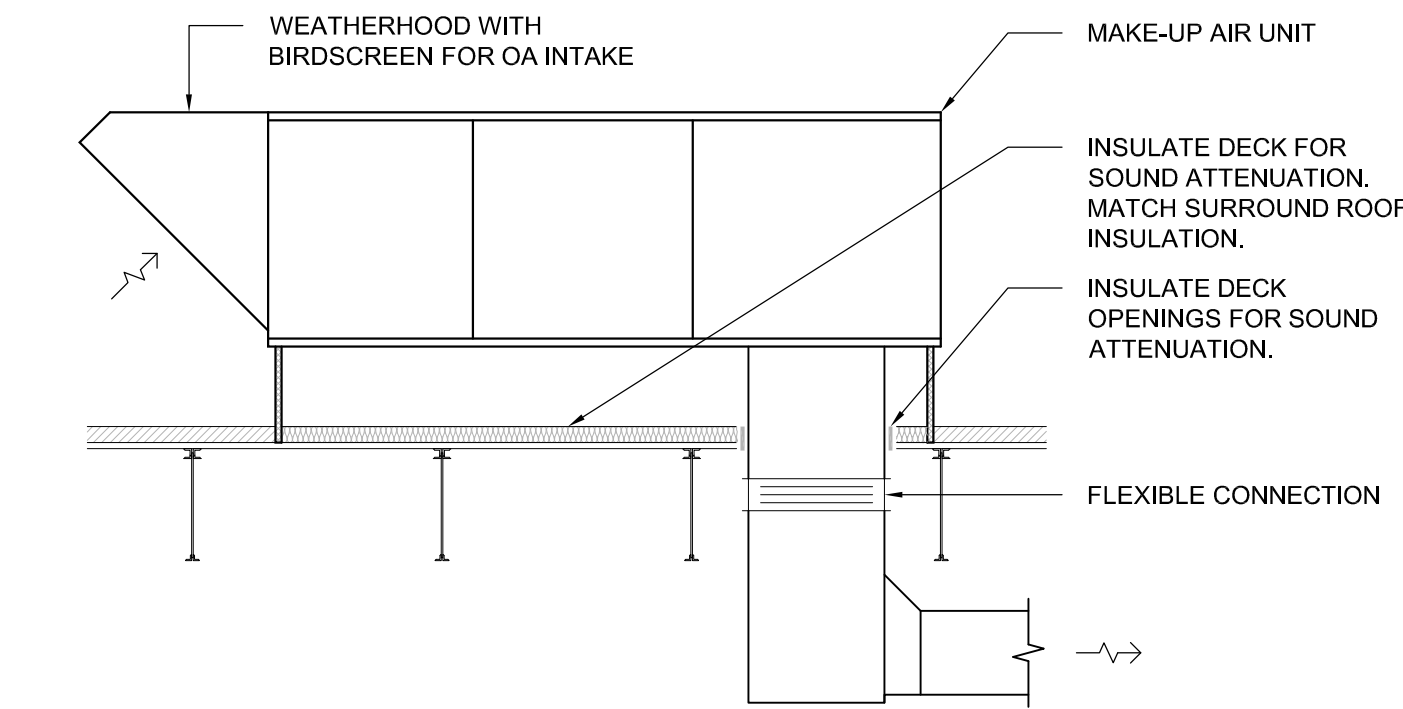 WEATHERHOOD WITH
BIRDSCREEN FOR OA INTAKE
MAKE-UP AIR UNIT
INSULATE DECK FOR
SOUND ATTENUATION.
MATCH SURROUND ROOF
INSULATION.
INSULATE DECK
OPENINGS FOR SOUND
ATTENUATION.
FLEXIBLE CONNECTION